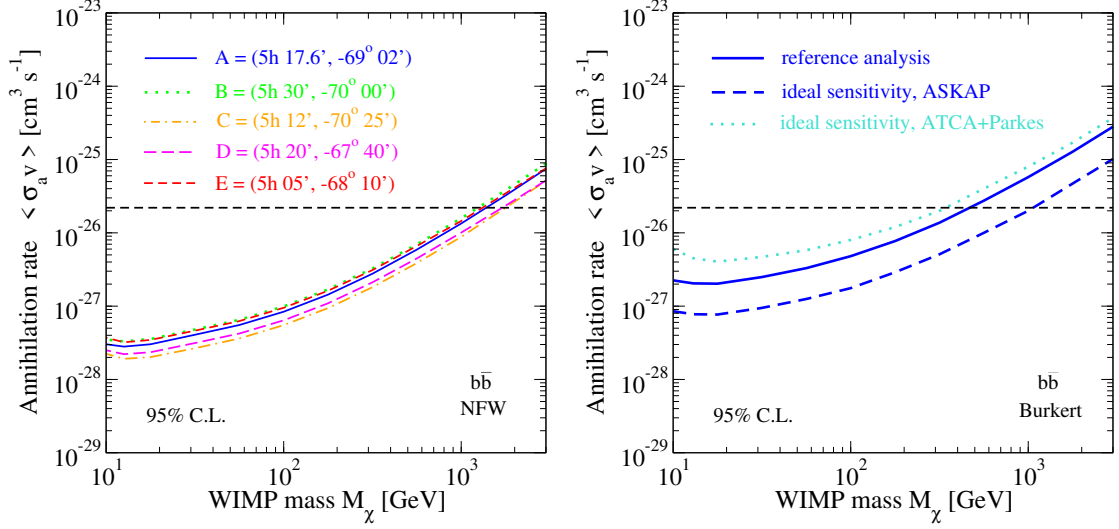 10^-23
10^-24
10^-25
10^-26
10^-27
10^-28
10^-29
Annihilation rate < σ_a v > [cm^3 s^-1]
A = (5h 17.6', -69° 02')
B = (5h 30', -70° 00')
C = (5h 12', -70° 25')
D = (5h 20', -67° 40')
E = (5h 05', -68° 10')
bb̅
NFW
95% C.L.
10^1 10^2 10^3
WIMP mass M_χ [GeV]
10^-23
10^-24
10^-25
10^-26
10^-27
10^-28
10^-29
Annihilation rate < σ_a v > [cm^3 s^-1]
reference analysis
ideal sensitivity, ASKAP
ideal sensitivity, ATCA+Parkes
bb̅
Burkert
95% C.L.
10^1 10^2 10^3
WIMP mass M_χ [GeV]